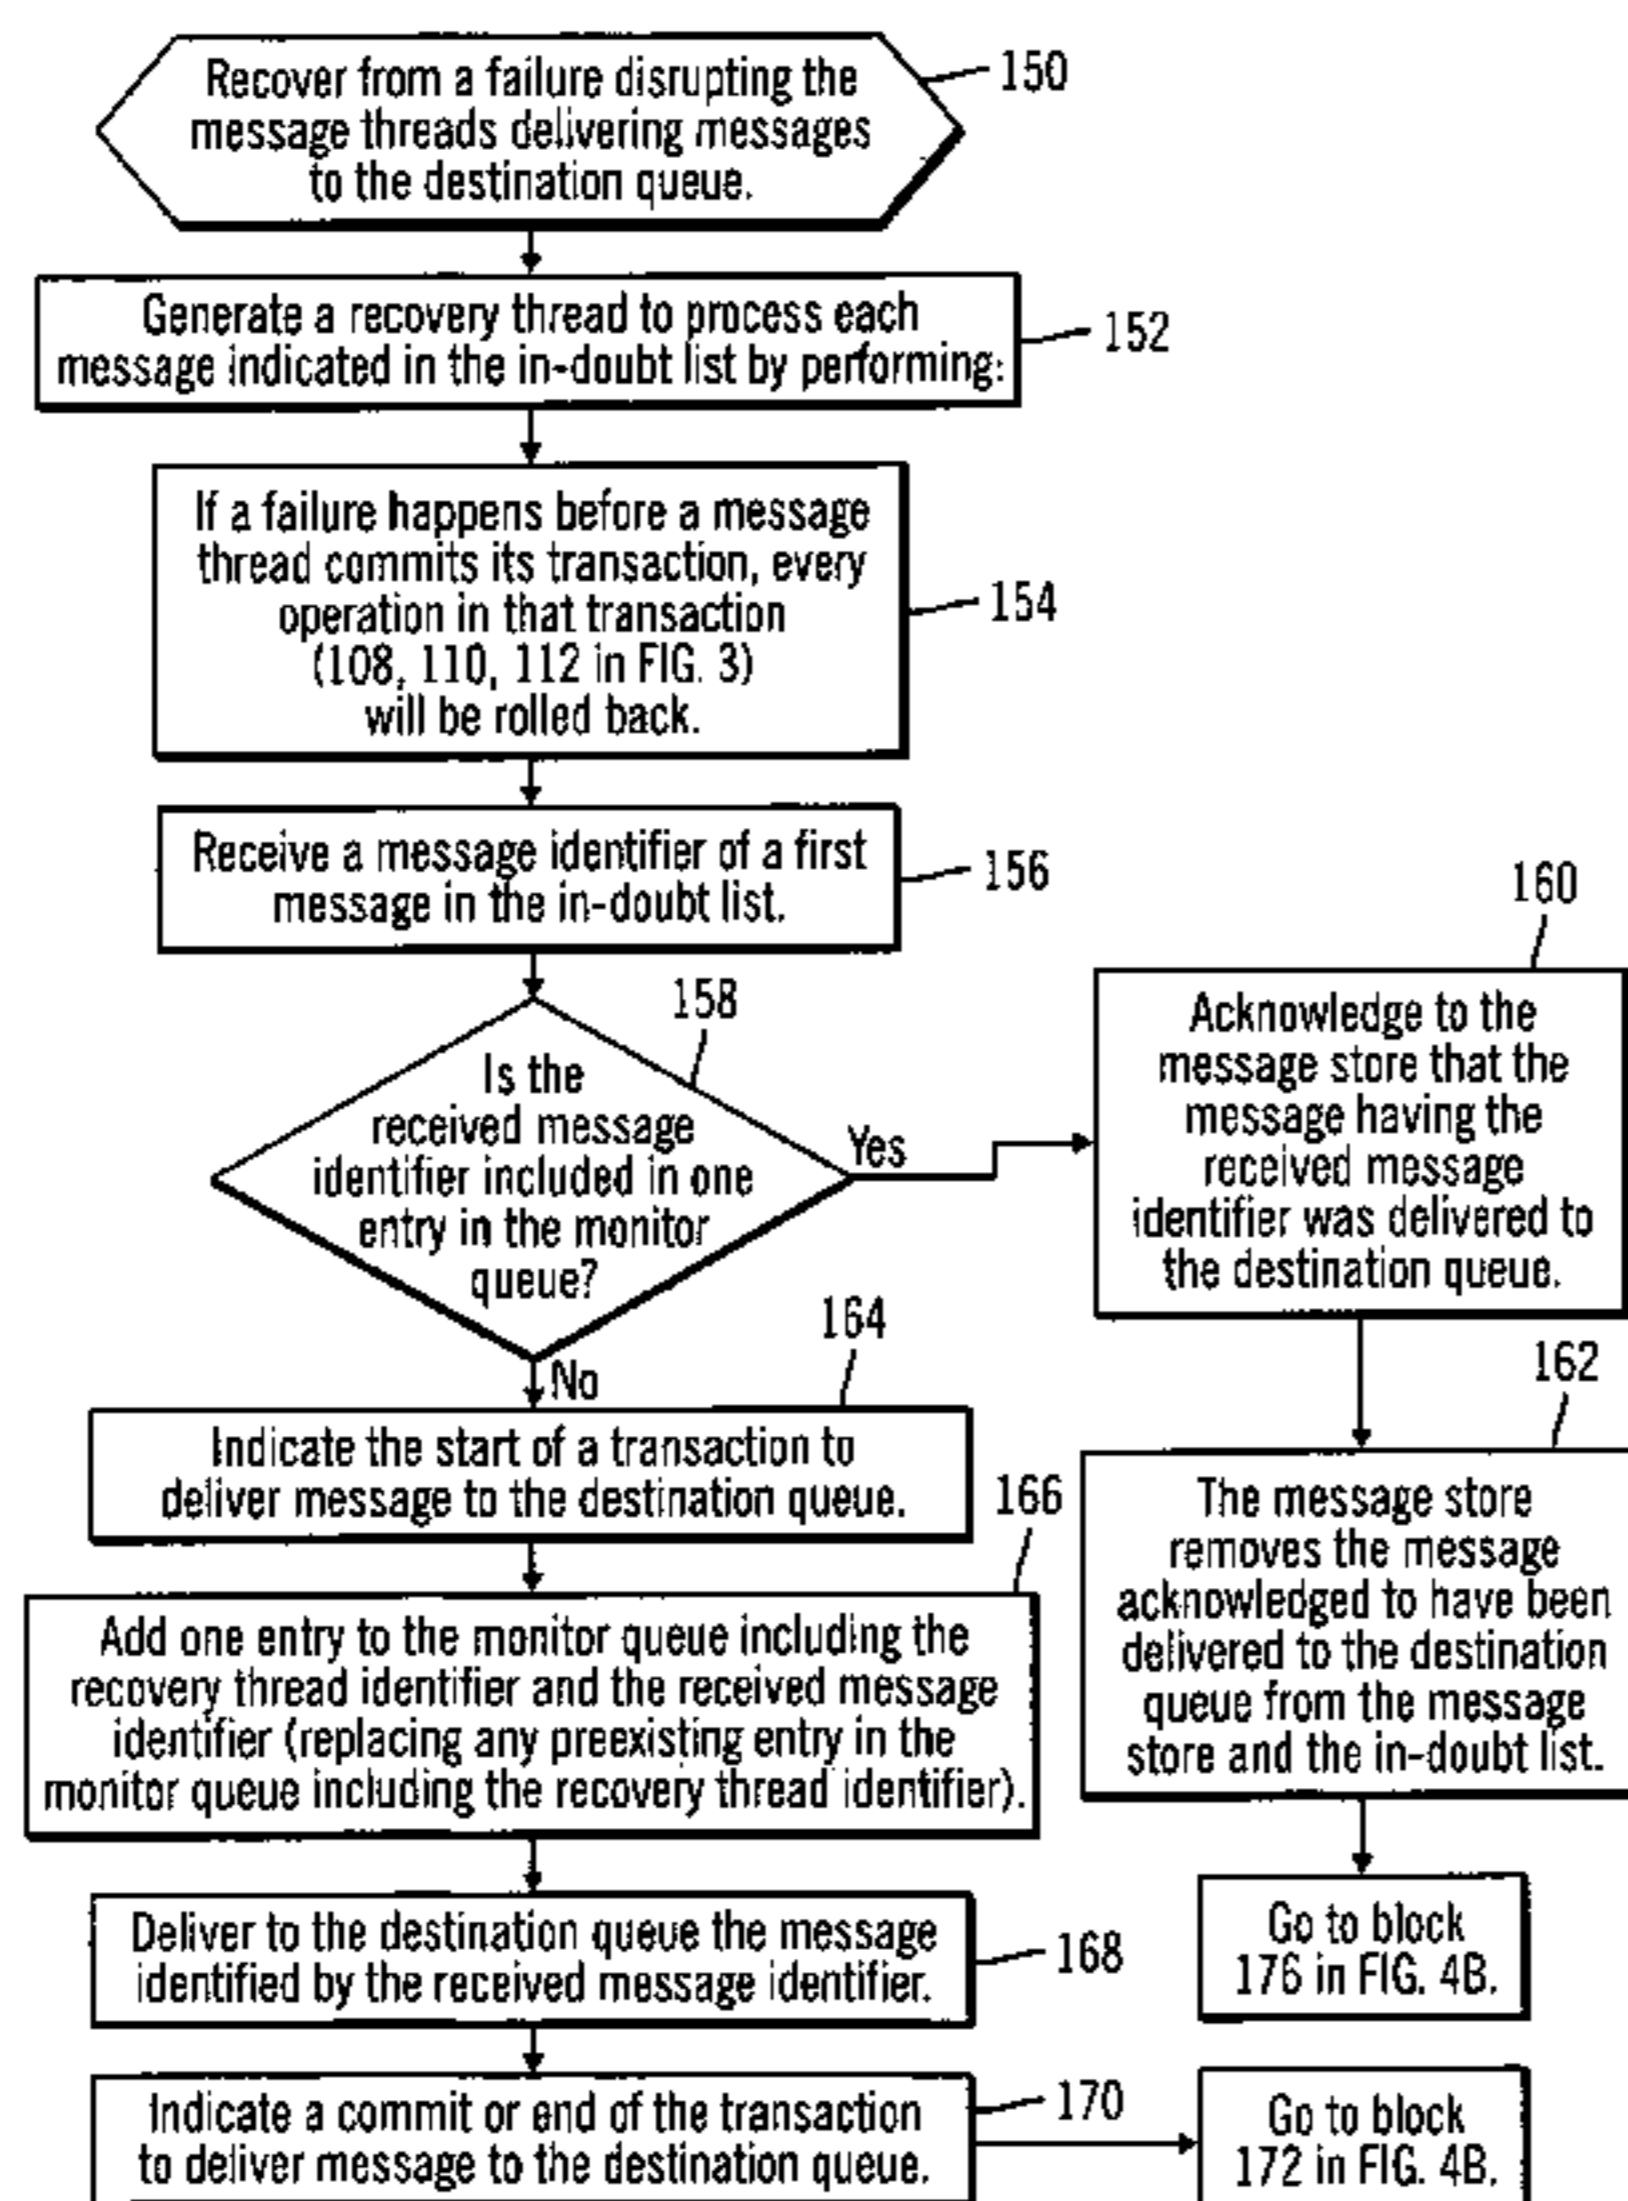 Recover from a failure disrupting the
message threads delivering messages
to the destination queue.
150
Generate a recovery thread to process each
message indicated in the in-doubt list by performing:
152
If a failure happens before a message
thread commits its transaction, every
operation in that transaction
(108, 110, 112 in FIG. 3)
will be rolled back.
154
Receive a message identifier of a first
message in the in-doubt list.
156
158
Is the
received message
identifier included in one
entry in the monitor
queue?
Yes
No
160
Acknowledge to the
message store that the
message having the
received message
identifier was delivered to
the destination queue.
162
The message store
removes the message
acknowledged to have been
delivered to the destination
queue from the message
store and the in-doubt list.
Go to block
176 in FIG. 4B.
164
Indicate the start of a transaction to
deliver message to the destination queue.
166
Add one entry to the monitor queue including the
recovery thread identifier and the received message
identifier (replacing any preexisting entry in the
monitor queue including the recovery thread identifier).
Deliver to the destination queue the message
identified by the received message identifier.
168
Indicate a commit or end of the transaction
to deliver message to the destination queue.
170
Go to block
172 in FIG. 4B.